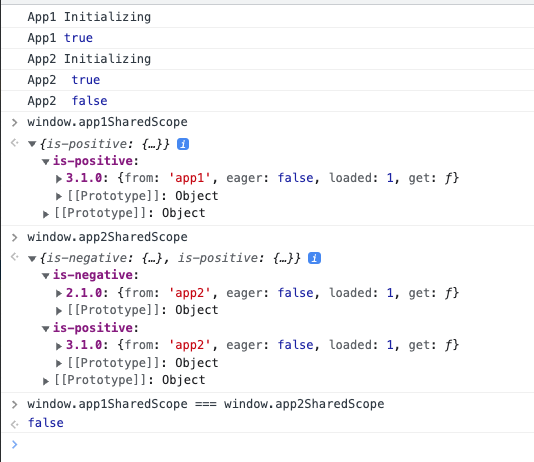 App1 Initializing
App1 true
App2 Initializing
App2  true
App2  false
> window.app1SharedScope
<· ▼{is-positive: {…}} i
▼is-positive:
▶3.1.0: {from: 'app1', eager: false, loaded: 1, get: ƒ}
▶[[Prototype]]: Object
▶[[Prototype]]: Object
> window.app2SharedScope
<· ▼{is-negative: {…}, is-positive: {…}} i
▼is-negative:
▶2.1.0: {from: 'app2', eager: false, loaded: 1, get: ƒ}
▶[[Prototype]]: Object
▼is-positive:
▶3.1.0: {from: 'app2', eager: false, loaded: 1, get: ƒ}
▶[[Prototype]]: Object
▶[[Prototype]]: Object
> window.app1SharedScope === window.app2SharedScope
<· false
>